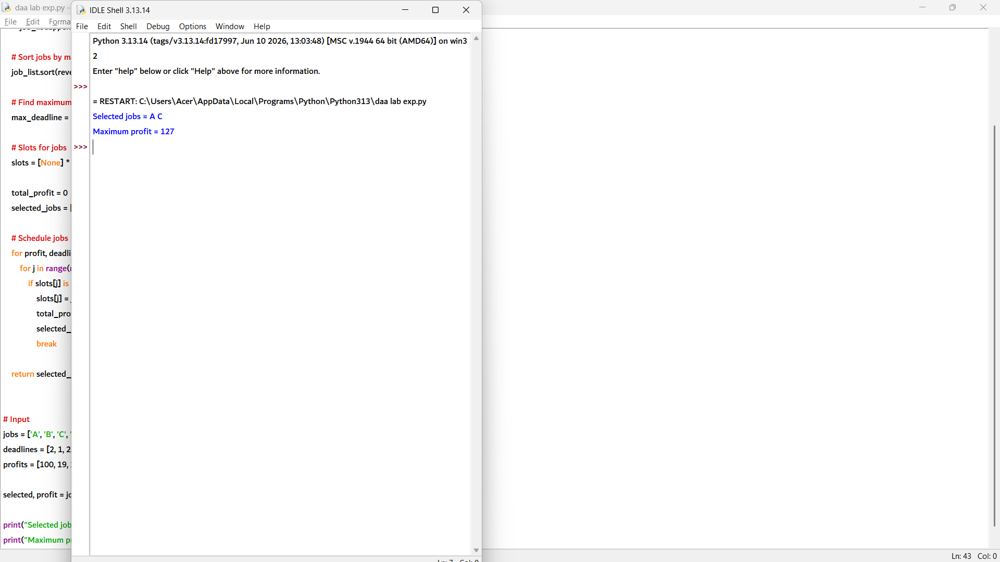 daa lab exp.py -
File Edit Forma
# Sort jobs by m
job_list.sort(reve
# Find maximum
max_deadline =
# Slots for jobs
slots = [None] *
total_profit = 0
selected_jobs = [
# Schedule jobs
for profit, deadli
for j in range(
if slots[j] is
slots[j] =
total_pro
selected_
break
return selected_
# Input
jobs = ['A', 'B', 'C', '
deadlines = [2, 1, 2
profits = [100, 19,
selected, profit = jo
print("Selected job
print("Maximum p
IDLE Shell 3.13.14
File Edit Shell Debug Options Window Help
Python 3.13.14 (tags/v3.13.14:fd17997, Jun 10 2026, 13:03:48) [MSC v.1944 64 bit (AMD64)] on win3
2
Enter "help" below or click "Help" above for more information.
>>>
= RESTART: C:\Users\Acer\AppData\Local\Programs\Python\Python313\daa lab exp.py
Selected jobs = A C
Maximum profit = 127
>>>
Ln: 7 Col: 0
Ln: 43 Col: 0